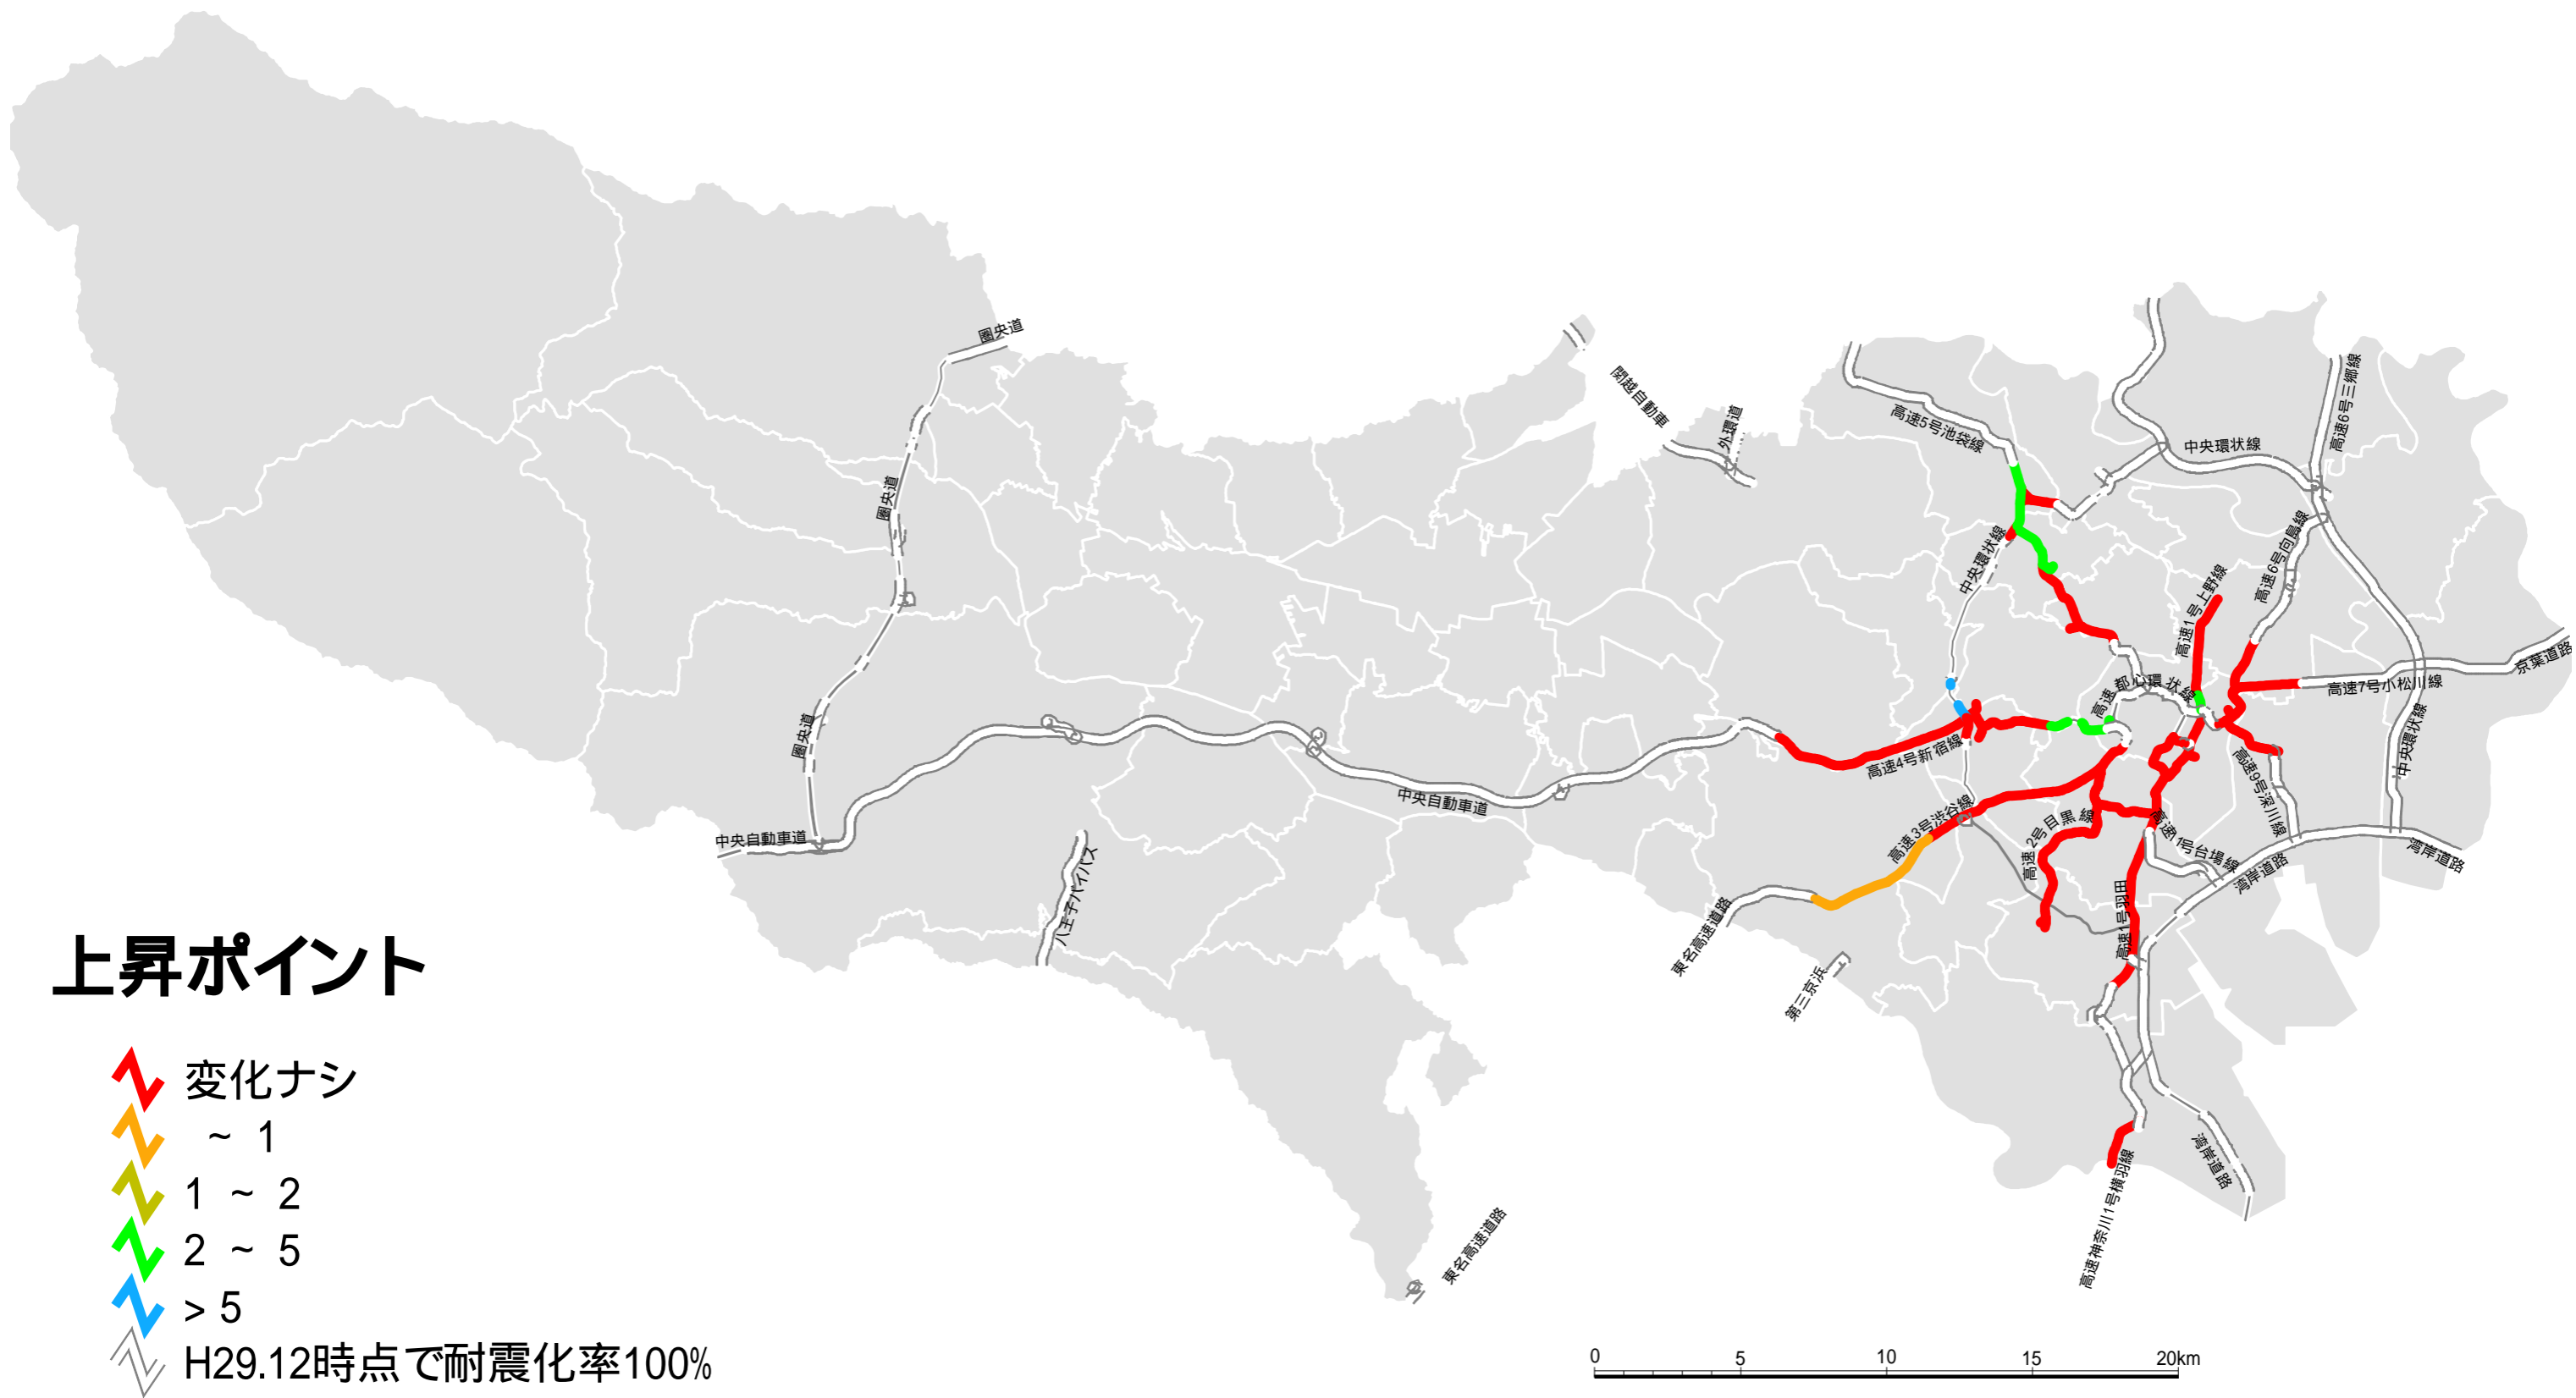 圏央道
関越自動車
外環道
高速5号池袋線
中央環状線
高速6号三郷線
圏央道
中央環状線
高速1号上野線
高速6号向島線
京葉道路
高速7号小松川線
高速都心環状線
圏央道
中央自動車道
中央自動車道
八王子バイパス
高速4号新宿線
高速3号渋谷線
高速2号目黒線
高速1号台場線
高速9号深川線
中央環状線
湾岸道路
湾岸道路
高速1号羽田
東名高速道路
第三京浜
湾岸道路
高速神奈川1号横羽線
東名高速道路
上昇ポイント
変化ナシ
~ 1
1 ~ 2
2 ~ 5
> 5
H29.12時点で耐震化率100%
0 5 10 15 20km